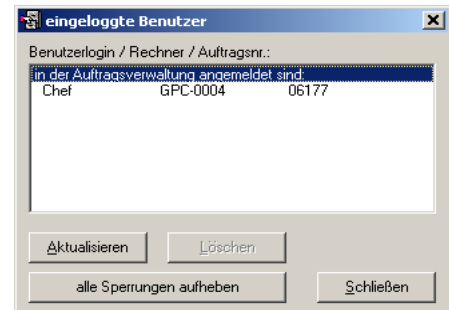 eingeloggte Benutzer
Benutzerlogin / Rechner / Auftragsnr.:
in der Auftragsverwaltung angemeldet sind:
Chef GPC-0004 06177
Aktualisieren Löschen
alle Sperrungen aufheben Schließen